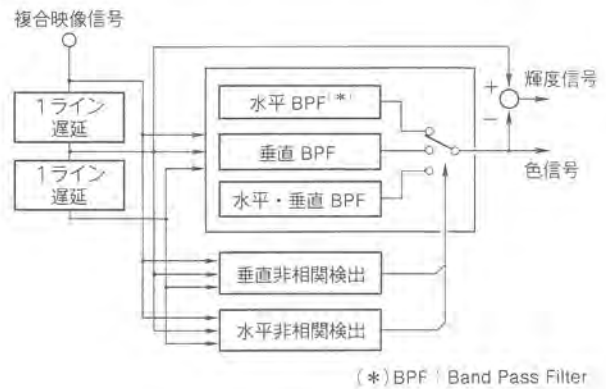 複合映像信号
1ライン
遅延
1ライン
遅延
水平 BPF(*)
垂直 BPF
水平・垂直 BPF
垂直非相関検出
水平非相関検出
+
−
輝度信号
色信号
(*)BPF : Band Pass Filter